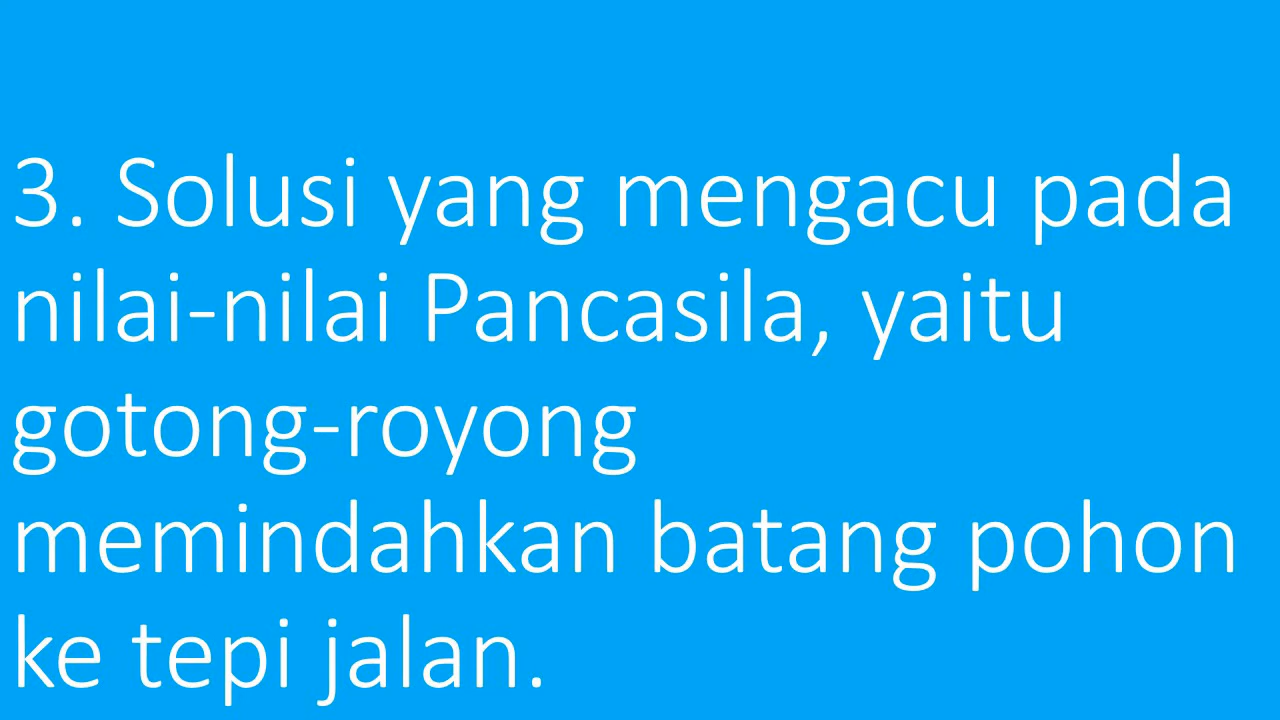 3. Solusi yang mengacu pada
nilai-nilai Pancasila, yaitu
gotong-royong
memindahkan batang pohon
ke tepi jalan.